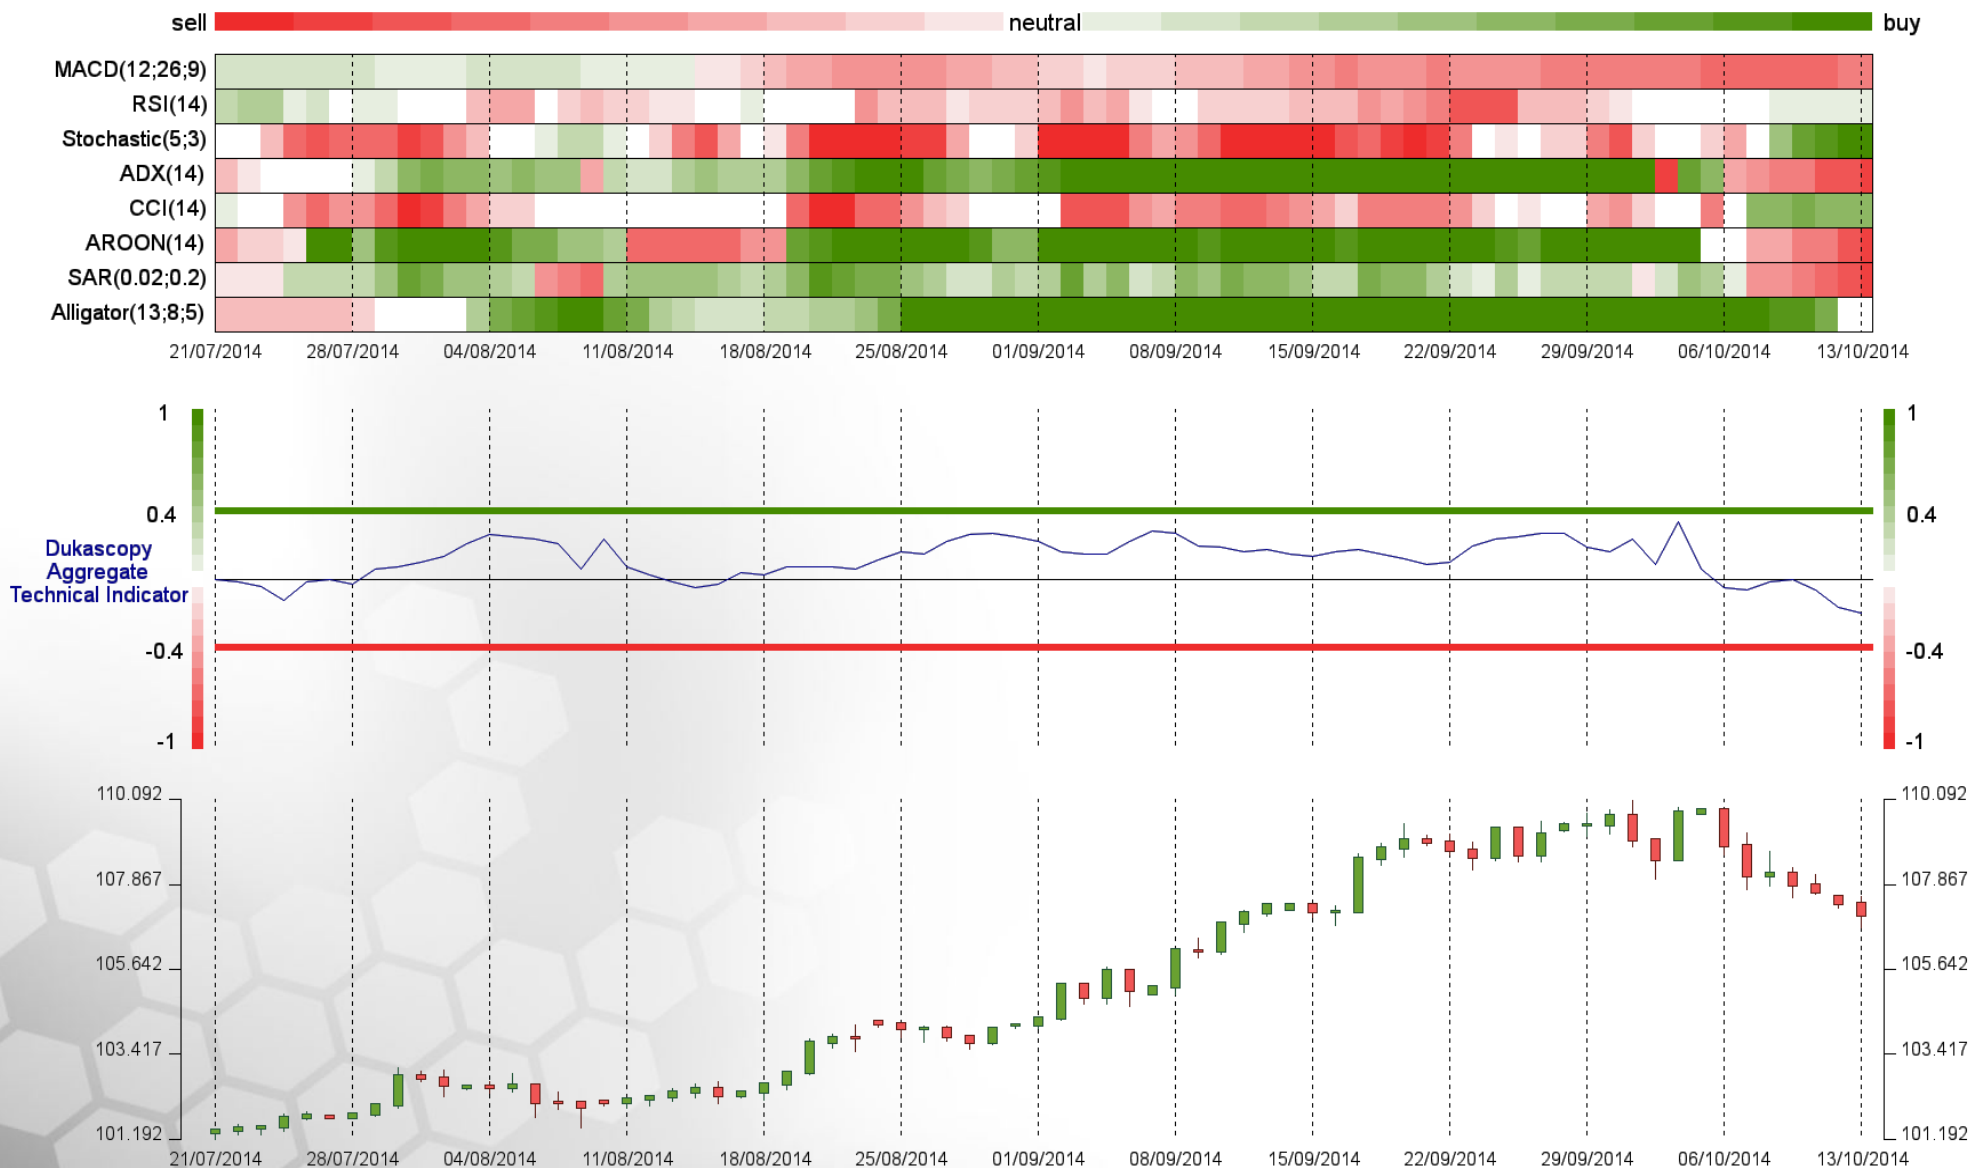 sell neutral buy
MACD(12;26;9)
RSI(14)
Stochastic(5;3)
ADX(14)
CCI(14)
AROON(14)
SAR(0.02;0.2)
Alligator(13;8;5)
21/07/2014 28/07/2014 04/08/2014 11/08/2014 18/08/2014 25/08/2014 01/09/2014 08/09/2014 15/09/2014 22/09/2014 29/09/2014 06/10/2014 13/10/2014
1 1
0.4 0.4
Dukascopy
Aggregate
Technical Indicator
-0.4 -0.4
-1 -1
110.092 110.092
107.867 107.867
105.642 105.642
103.417 103.417
101.192 101.192
21/07/2014 28/07/2014 04/08/2014 11/08/2014 18/08/2014 25/08/2014 01/09/2014 08/09/2014 15/09/2014 22/09/2014 29/09/2014 06/10/2014 13/10/2014